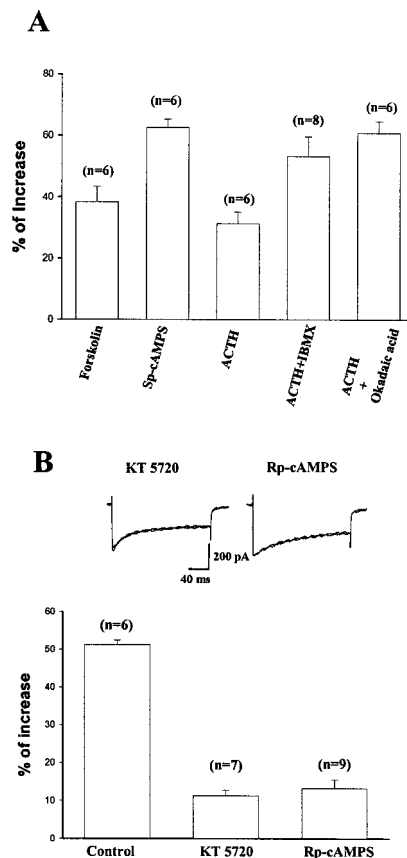 A
% of Increase
80
60
40
20
0
(n=6)
(n=6)
(n=6)
(n=8)
(n=6)
Forskolin
Sp-cAMPS
ACTH
ACTH+IBMX
ACTH
+
Okadaic acid
B
KT 5720
Rp-cAMPS
200 pA
40 ms
% of increase
60
50
40
30
20
10
0
(n=6)
(n=7)
(n=9)
Control
KT 5720
Rp-cAMPS